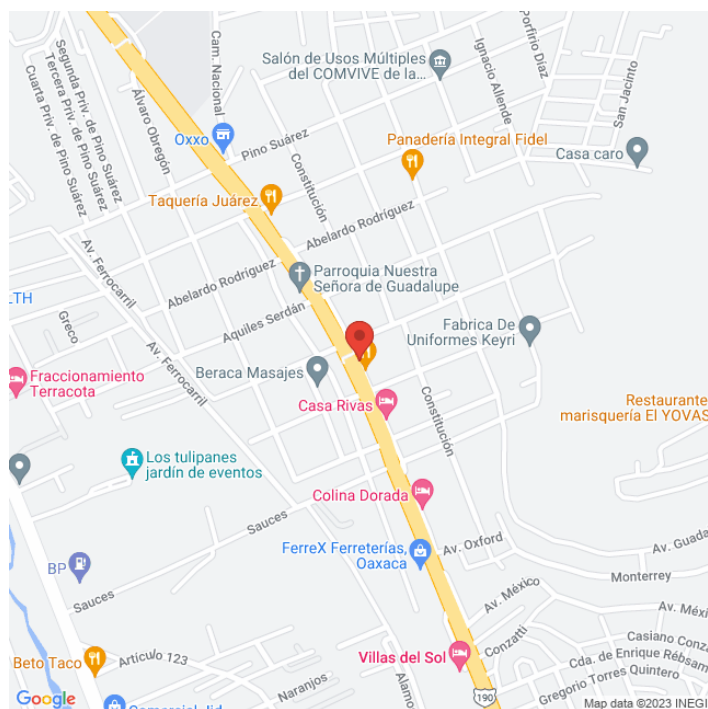 Segunda Priv. de Pino Suárez
Tercera Priv. de Pino Suárez
Cuarta Priv. de Pino Suárez
Álvaro Obregón
Cam. Nacional
Salón de Usos Múltiples
del COMVIVE de la...
Ignacio Allende
Porfirio Díaz
San Jacinto
Oxxo
Pino Suárez
Panadería Integral Fidel
Casa caro
Constitución
Taquería Juárez
Abelardo Rodríguez
Av. Ferrocarril
Abelardo Rodríguez
Parroquia Nuestra
Señora de Guadalupe
LTH
Greco
Aquiles Serdán
Fabrica De
Uniformes Keyri
Av. Ferrocarril
Beraca Masajes
Fraccionamiento
Terracota
Casa Rivas
Constitución
Restaurante
marisquería El YOVAS
Los tulipanes
jardín de eventos
Colina Dorada
Sauces
FerreX Ferreterías,
Oaxaca
Av. Oxford
Av. Guada
Monterrey
BP
Sauces
Av. México
Av. Méxi
Conzatti
Casiano Conza
Cda. de Enrique Rébsam
Gregorio Torres Quintero
Beto Taco
Artículo 123
Villas del Sol
Naranjos
Alamo
190
Comercial Jid
Google
Map data ©2023 INEGI